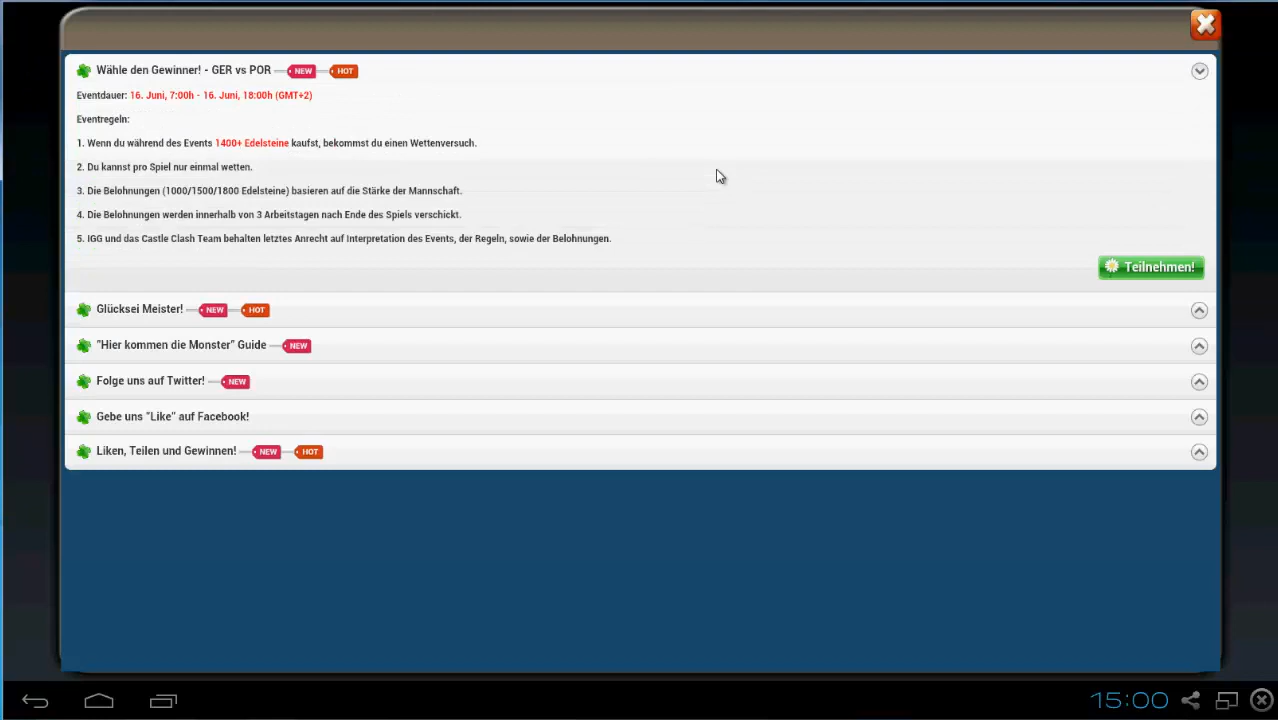 Wähle den Gewinner! - GER vs POR NEW HOT
Eventdauer: 16. Juni, 7:00h - 16. Juni, 18:00h (GMT+2)
Eventregeln:
1. Wenn du während des Events 1400+ Edelsteine kaufst, bekommst du einen Wettenversuch.
2. Du kannst pro Spiel nur einmal wetten.
3. Die Belohnungen (1000/1500/1800 Edelsteine) basieren auf die Stärke der Mannschaft.
4. Die Belohnungen werden innerhalb von 3 Arbeitstagen nach Ende des Spiels verschickt.
5. IGG und das Castle Clash Team behalten letztes Anrecht auf Interpretation des Events, der Regeln, sowie der Belohnungen.
Teilnehmen!
Glücksei Meister! NEW HOT
"Hier kommen die Monster" Guide NEW
Folge uns auf Twitter! NEW
Gebe uns "Like" auf Facebook!
Liken, Teilen und Gewinnen! NEW HOT
15:00